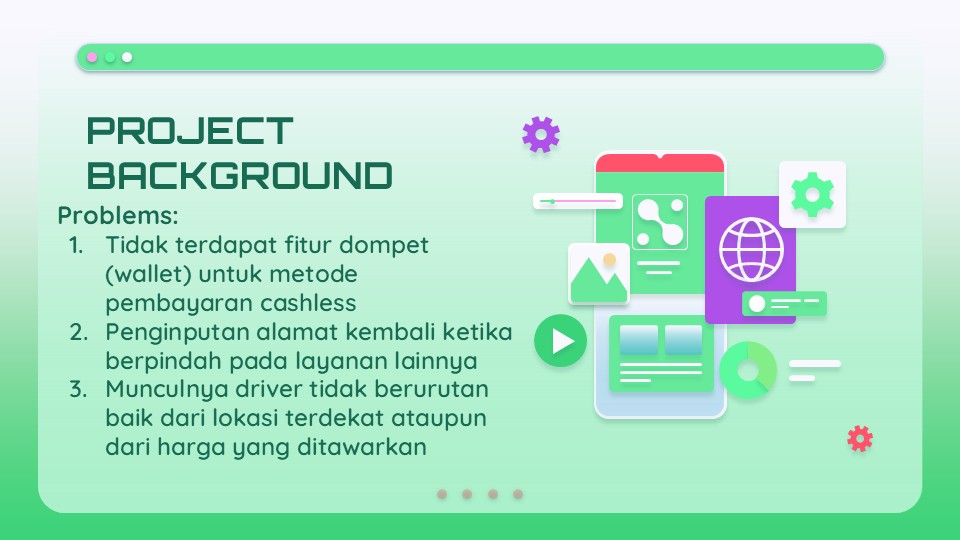 PROJECT
BACKGROUND
Problems:
1. Tidak terdapat fitur dompet
(wallet) untuk metode
pembayaran cashless
2. Penginputan alamat kembali ketika
berpindah pada layanan lainnya
3. Munculnya driver tidak berurutan
baik dari lokasi terdekat ataupun
dari harga yang ditawarkan